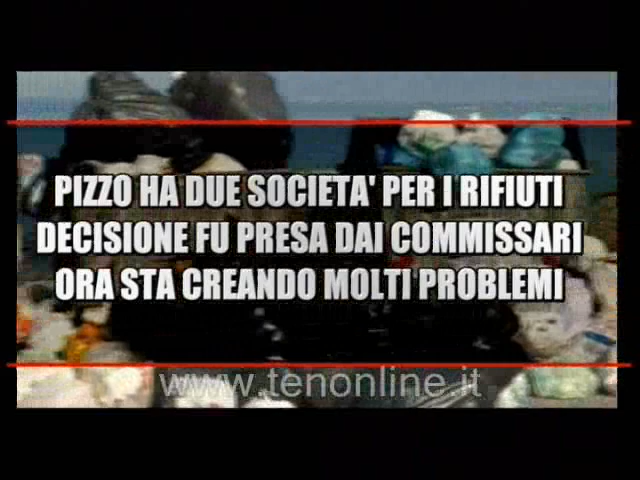 PIZZO HA DUE SOCIETA' PER I RIFIUTI
DECISIONE FU PRESA DAI COMMISSARI
ORA STA CREANDO MOLTI PROBLEMI
www.tenonline.it